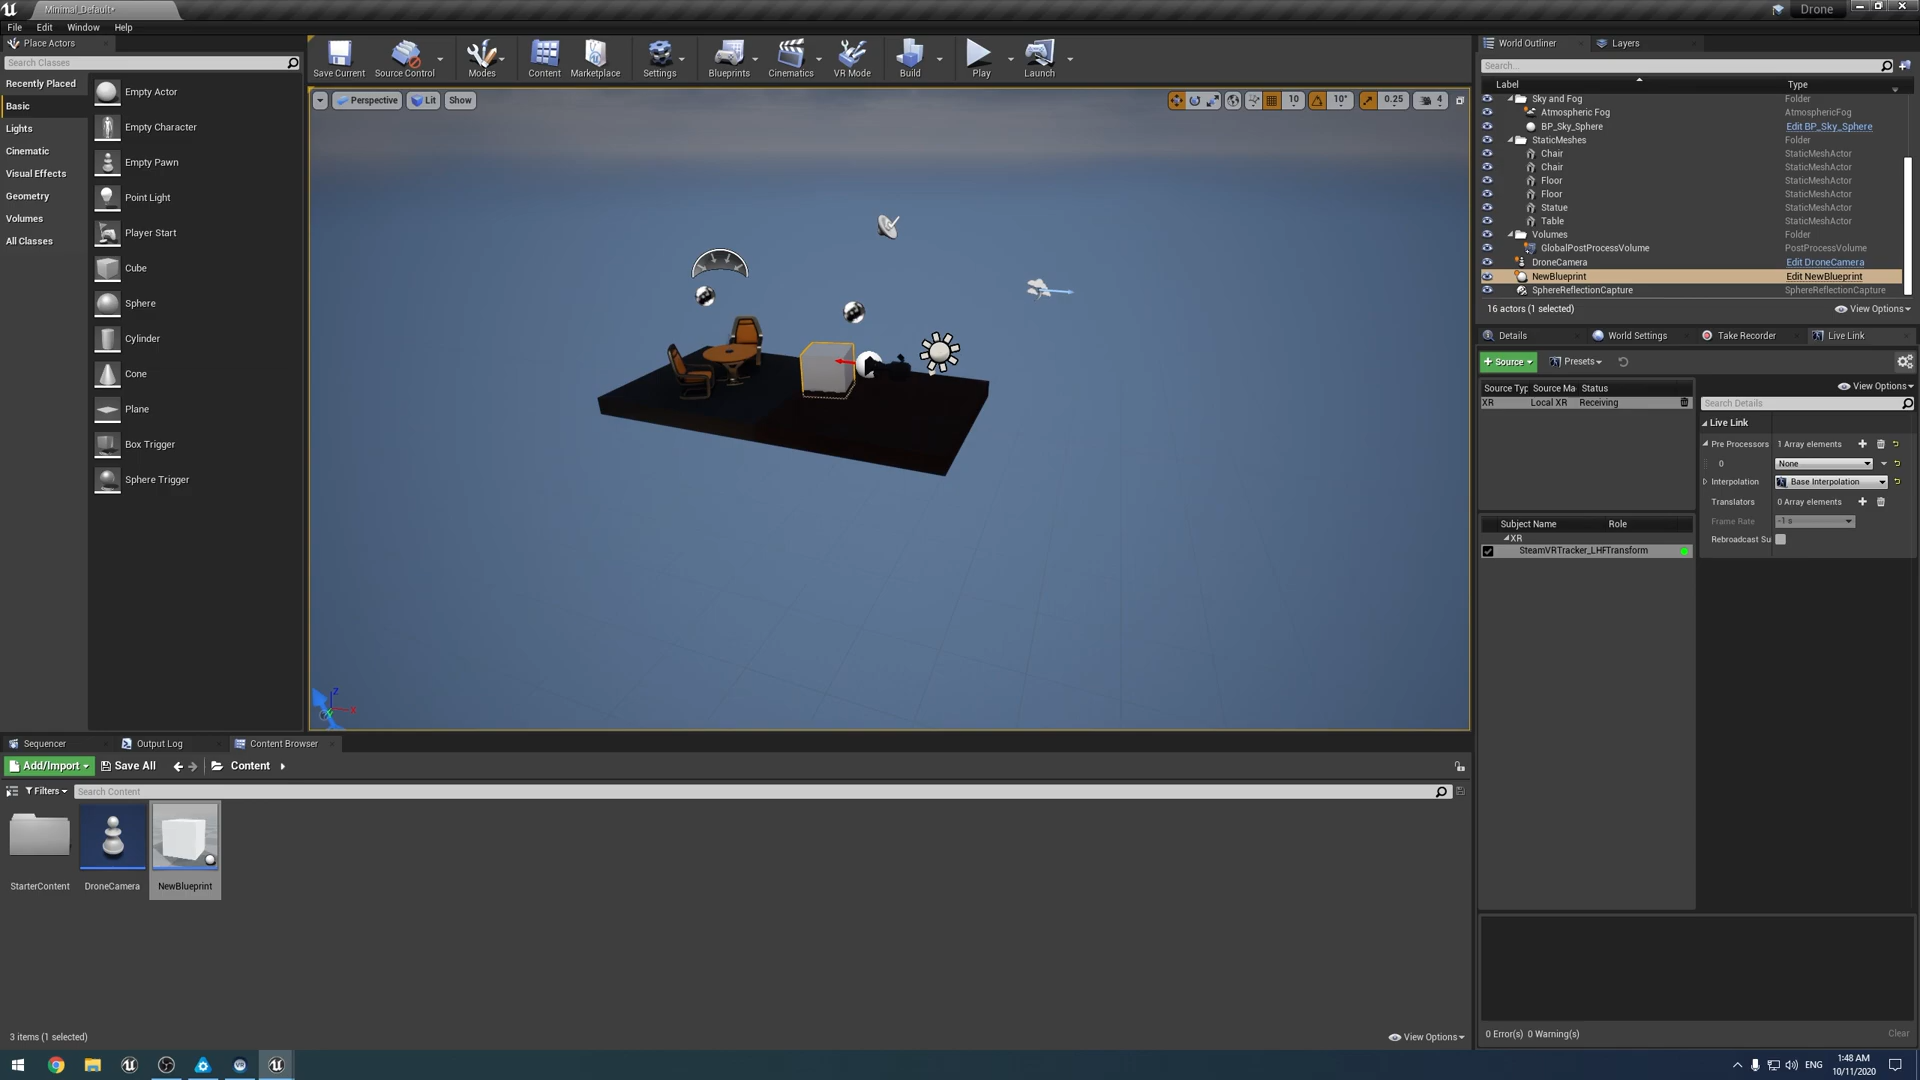 Minimal_Default*
Drone
File Edit Window Help
Place Actors
Search Classes
Recently Placed
Basic
Lights
Cinematic
Visual Effects
Geometry
Volumes
All Classes
Empty Actor
Empty Character
Empty Pawn
Point Light
Player Start
Cube
Sphere
Cylinder
Cone
Plane
Box Trigger
Sphere Trigger
Save Current Source Control Modes Content Marketplace Settings Blueprints Cinematics VR Mode Build Play Launch
Perspective Lit Show
10 10° 0.25 4
Z
X
World Outliner Layers
Search...
Label Type
Sky and Fog Folder
Atmospheric Fog AtmosphericFog
BP_Sky_Sphere Edit BP_Sky_Sphere
StaticMeshes Folder
Chair StaticMeshActor
Chair StaticMeshActor
Floor StaticMeshActor
Floor StaticMeshActor
Statue StaticMeshActor
Table StaticMeshActor
Volumes Folder
GlobalPostProcessVolume PostProcessVolume
DroneCamera Edit DroneCamera
NewBlueprint Edit NewBlueprint
SphereReflectionCapture SphereReflectionCapture
16 actors (1 selected) View Options
Details World Settings Take Recorder Live Link
Source Presets
Source Typ Source Ma Status
XR Local XR Receiving
View Options
Search Details
Live Link
Pre Processors 1 Array elements
0 None
Interpolation Base Interpolation
Translators 0 Array elements
Frame Rate -1 s
Rebroadcast Su
Subject Name Role
XR
SteamVRTracker_LHFTransform
0 Error(s) 0 Warning(s) Clear
Sequencer Output Log Content Browser
Add/Import Save All Content
Filters Search Content
StarterContent DroneCamera NewBlueprint
3 items (1 selected) View Options
ENG
1:48 AM
10/11/2020